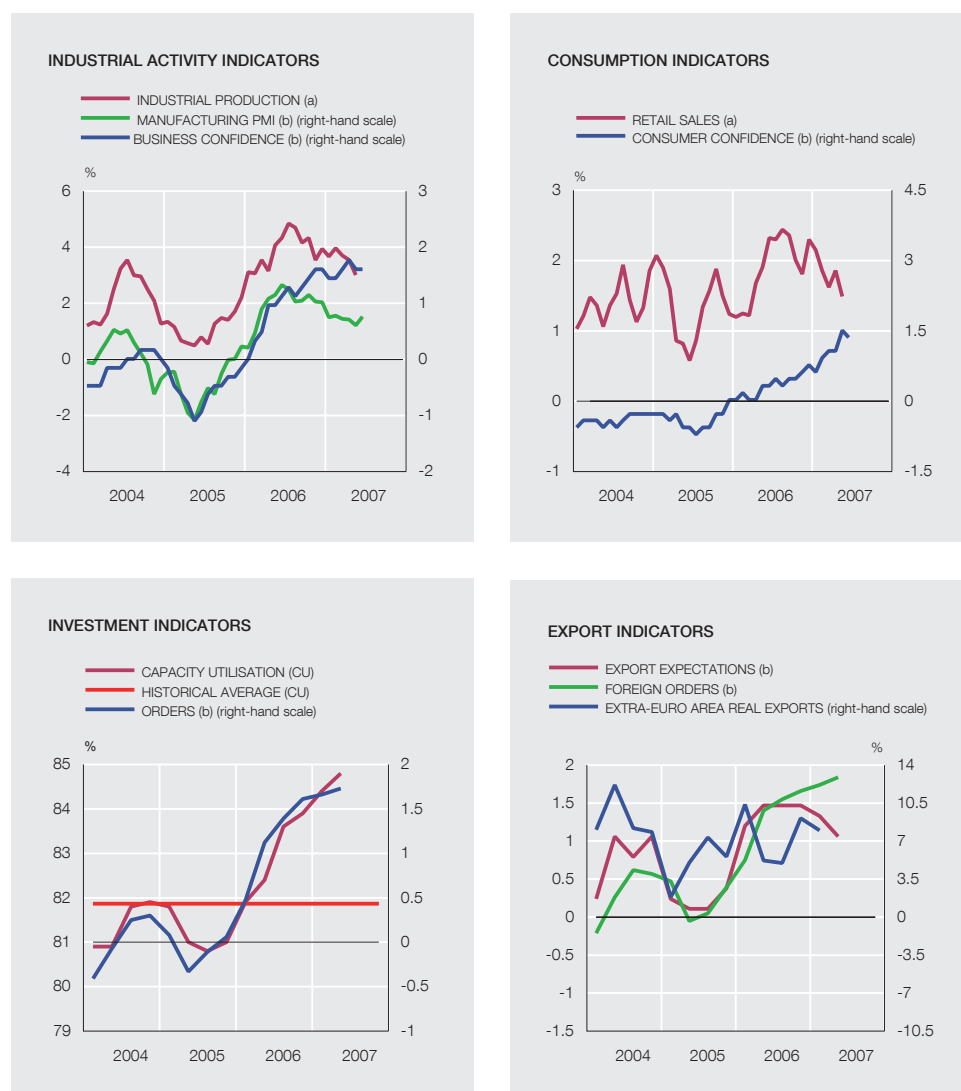 INDUSTRIAL ACTIVITY INDICATORS
INDUSTRIAL PRODUCTION (a)
MANUFACTURING PMI (b) (right-hand scale)
BUSINESS CONFIDENCE (b) (right-hand scale)
%
6 3
4 2
2 1
0 0
-2 -1
-4 -2
2004 2005 2006 2007
CONSUMPTION INDICATORS
RETAIL SALES (a)
CONSUMER CONFIDENCE (b) (right-hand scale)
%
3 4.5
2 3
1 1.5
0 0
-1 -1.5
2004 2005 2006 2007
INVESTMENT INDICATORS
CAPACITY UTILISATION (CU)
HISTORICAL AVERAGE (CU)
ORDERS (b) (right-hand scale)
%
85 2
84 1.5
83 1
82 0.5
81 0
80 -0.5
79 -1
2004 2005 2006 2007
EXPORT INDICATORS
EXPORT EXPECTATIONS (b)
FOREIGN ORDERS (b)
EXTRA-EURO AREA REAL EXPORTS (right-hand scale)
%
2 14
1.5 10.5
1 7
0.5 3.5
0 0
-0.5 -3.5
-1 -7
-1.5 -10.5
2004 2005 2006 2007